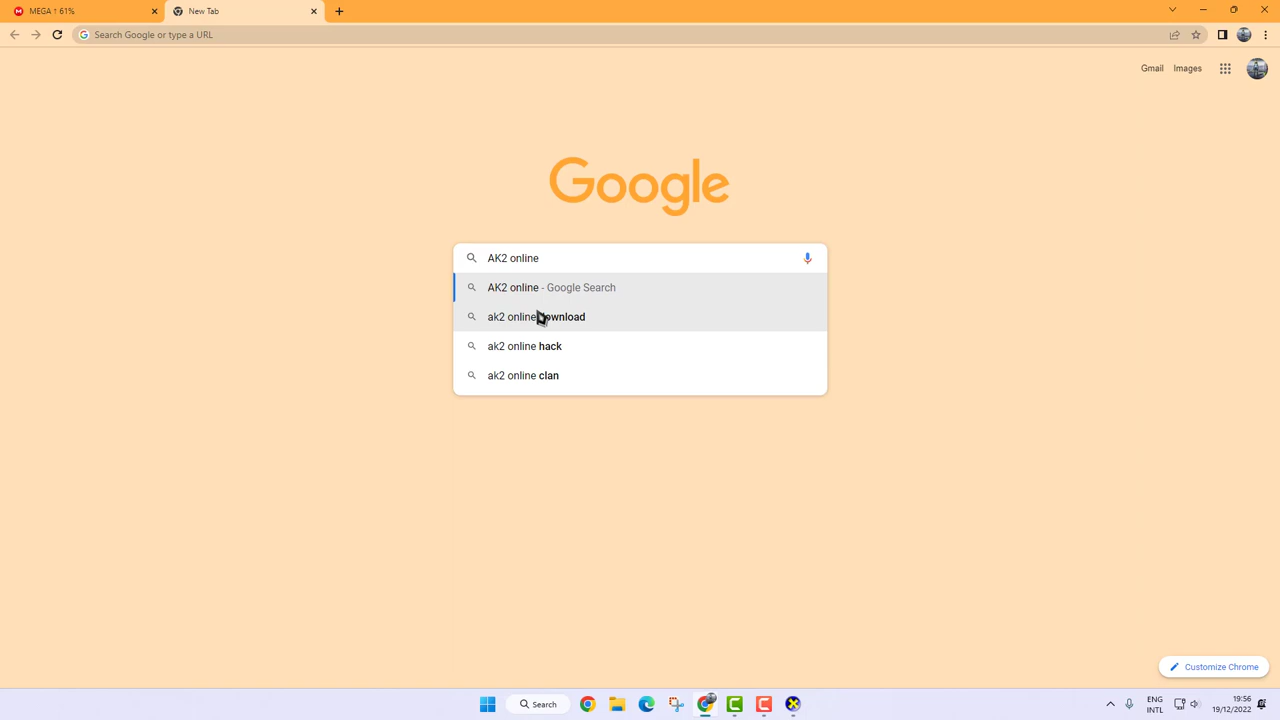 MEGA ↑ 61%
New Tab
Search Google or type a URL
Gmail Images
Google
AK2 online
AK2 online - Google Search
ak2 online download
ak2 online hack
ak2 online clan
Customize Chrome
Search
ENG
INTL
19:56
19/12/2022